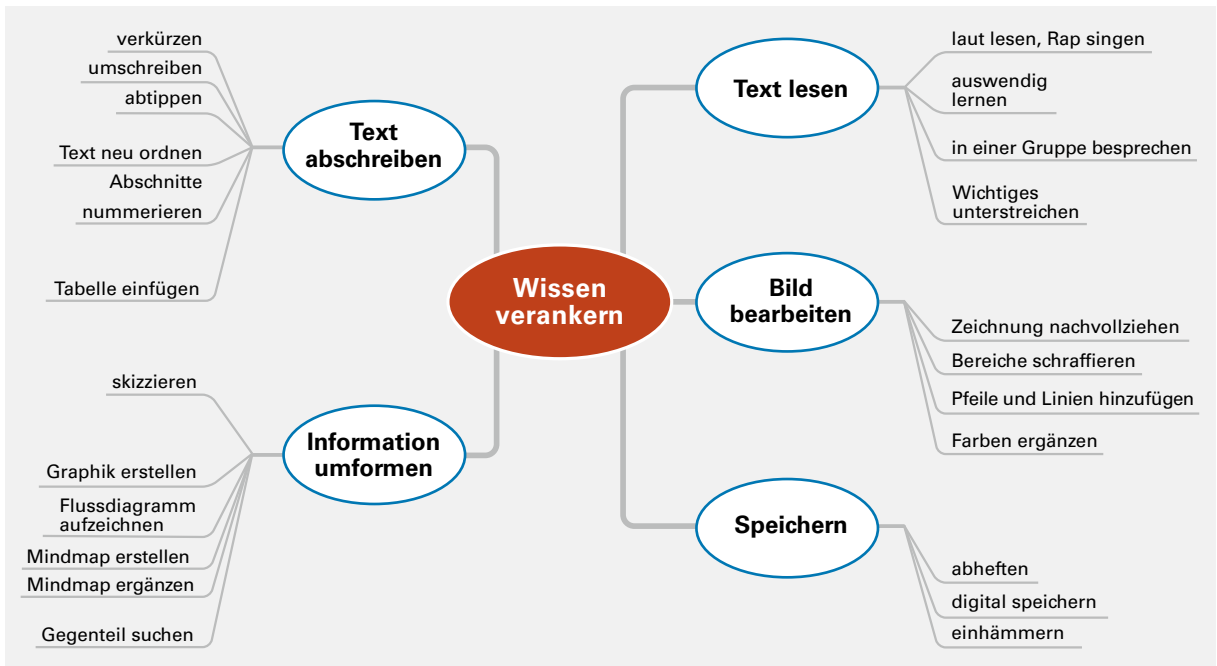 Wissen
verankern
Text
abschreiben
verkürzen
umschreiben
abtippen
Text neu ordnen
Abschnitte
nummerieren
Tabelle einfügen
Information
umformen
skizzieren
Graphik erstellen
Flussdiagramm
aufzeichnen
Mindmap erstellen
Mindmap ergänzen
Gegenteil suchen
Text lesen
laut lesen, Rap singen
auswendig
lernen
in einer Gruppe besprechen
Wichtiges
unterstreichen
Bild
bearbeiten
Zeichnung nachvollziehen
Bereiche schraffieren
Pfeile und Linien hinzufügen
Farben ergänzen
Speichern
abheften
digital speichern
einhämmern